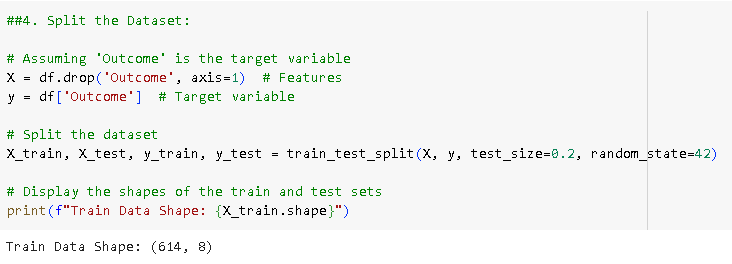 ##4. Split the Dataset:
# Assuming 'Outcome' is the target variable
X = df.drop('Outcome', axis=1)  # Features
y = df['Outcome']  # Target variable
# Split the dataset
X_train, X_test, y_train, y_test = train_test_split(X, y, test_size=0.2, random_state=42)
# Display the shapes of the train and test sets
print(f"Train Data Shape: {X_train.shape}")
Train Data Shape: (614, 8)